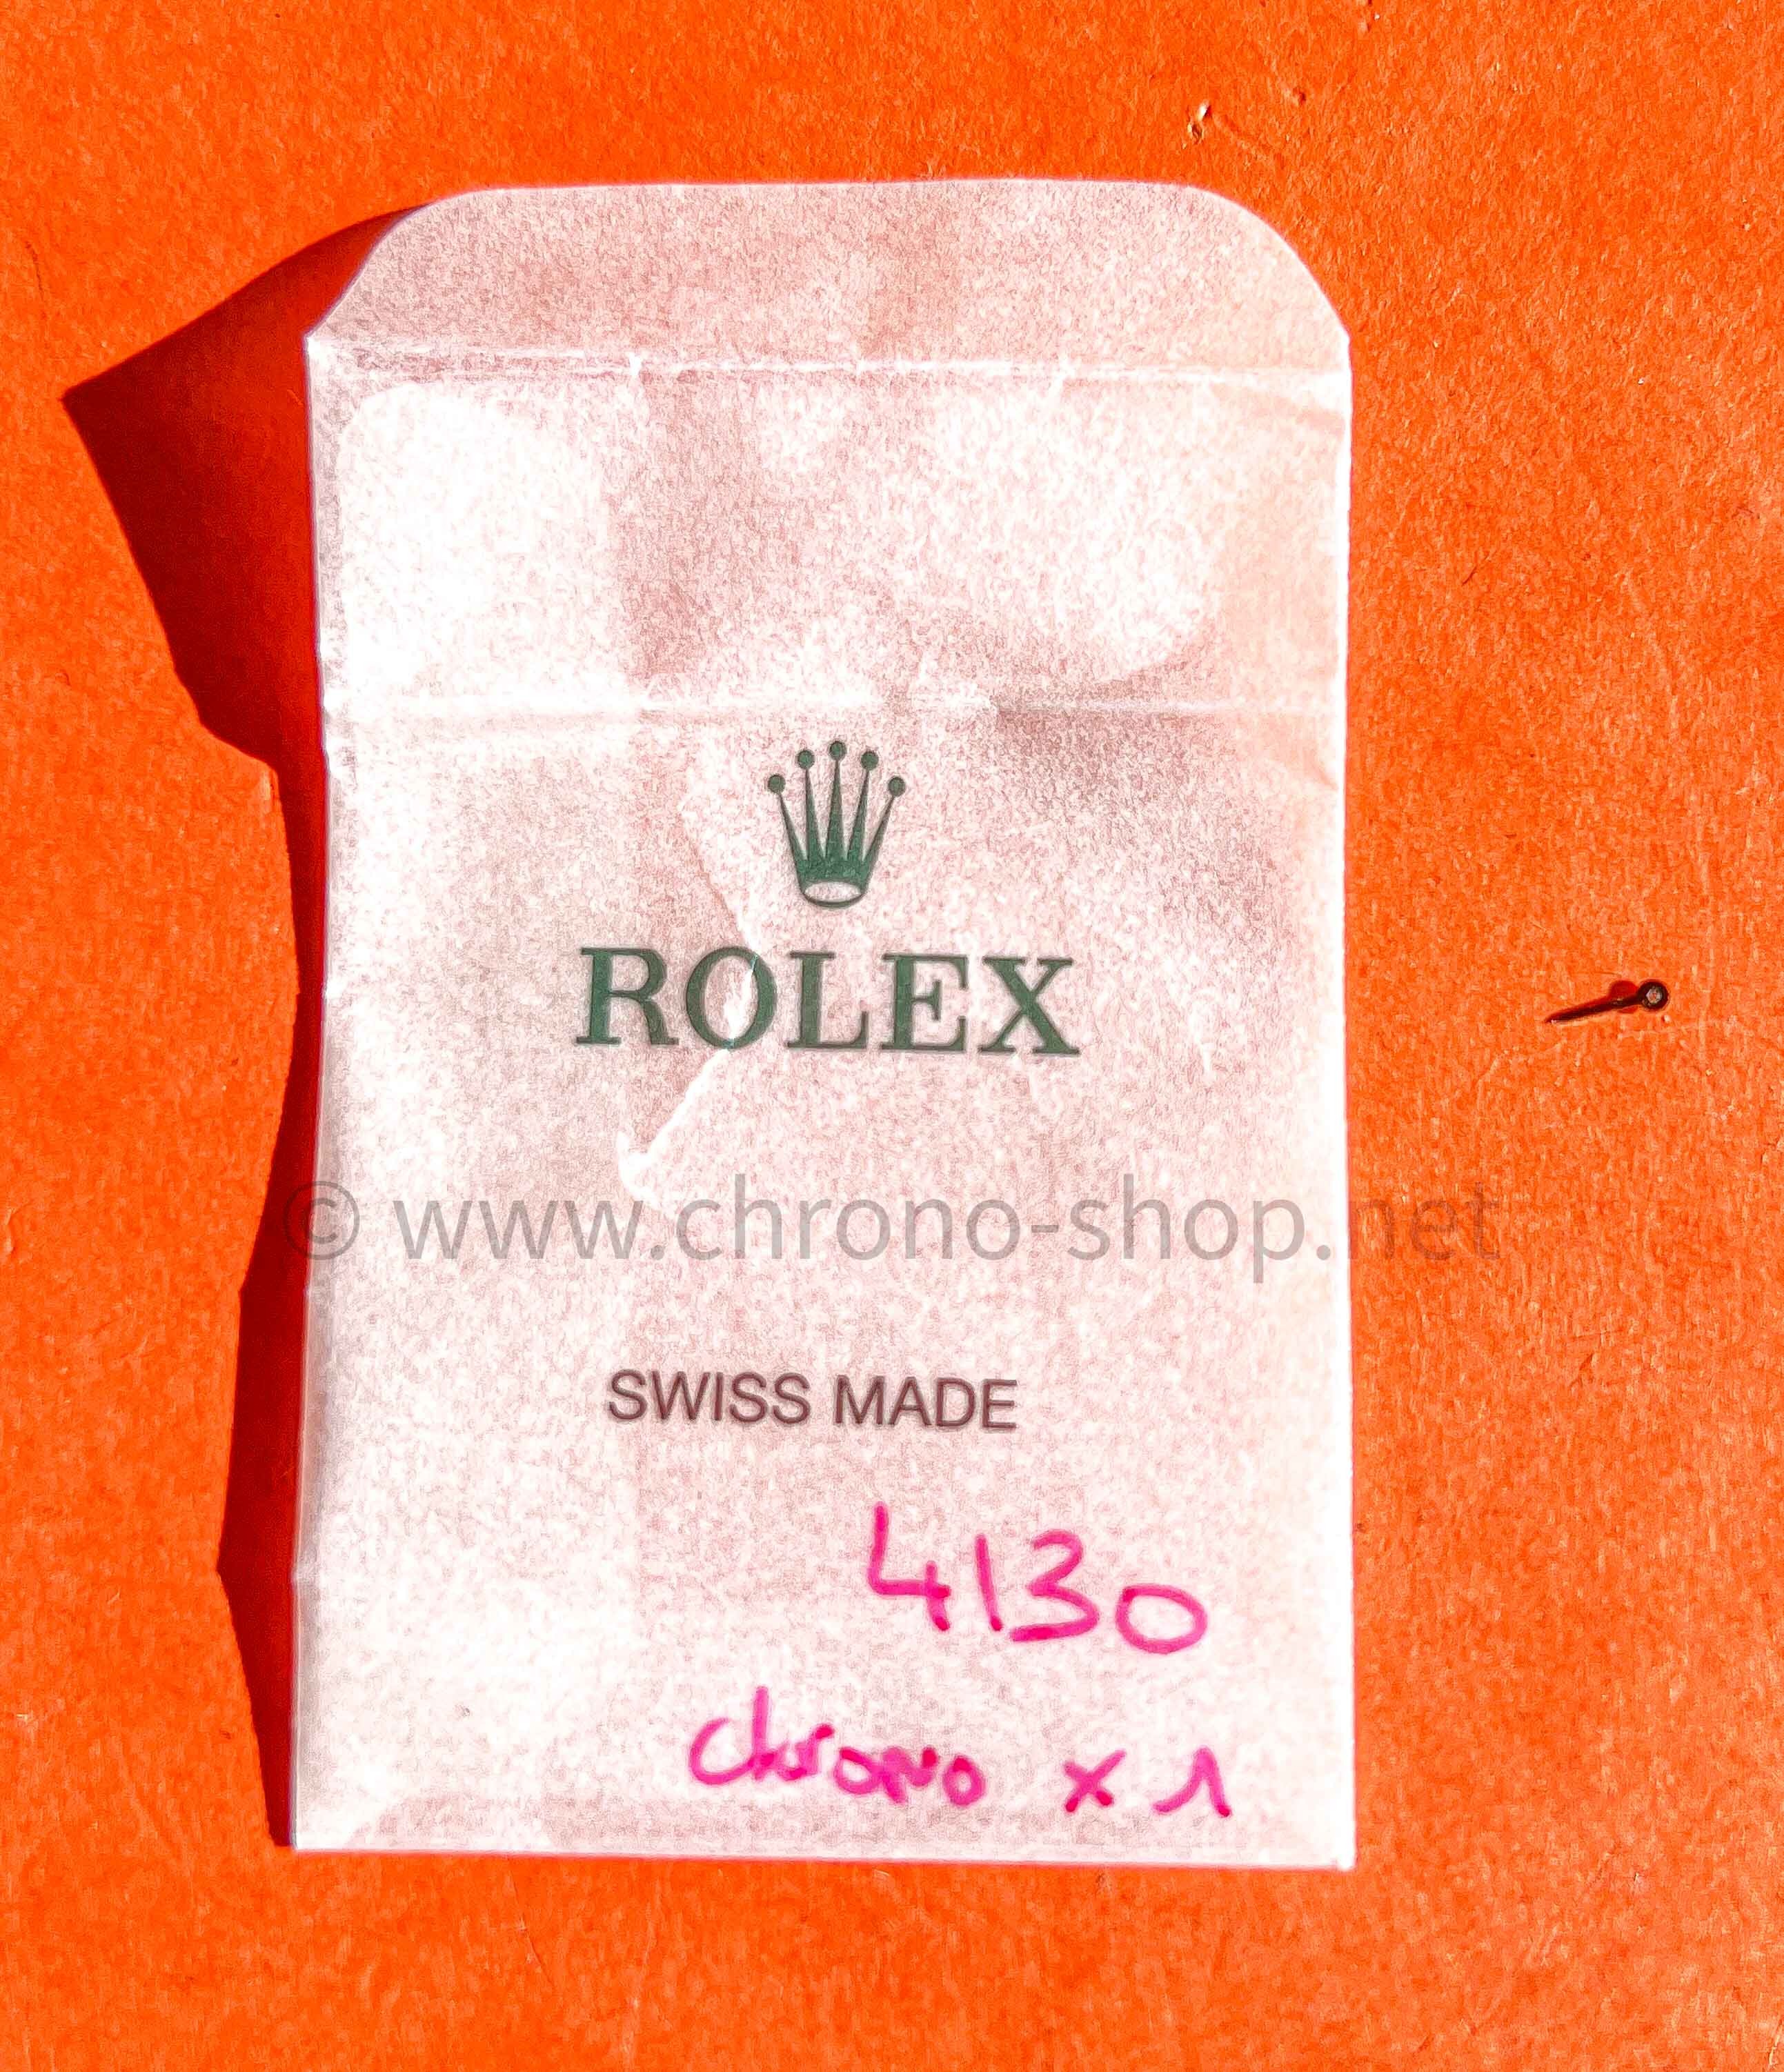 ROLEX
© www.chrono-shop.net
SWISS MADE
4130
chrono x 1